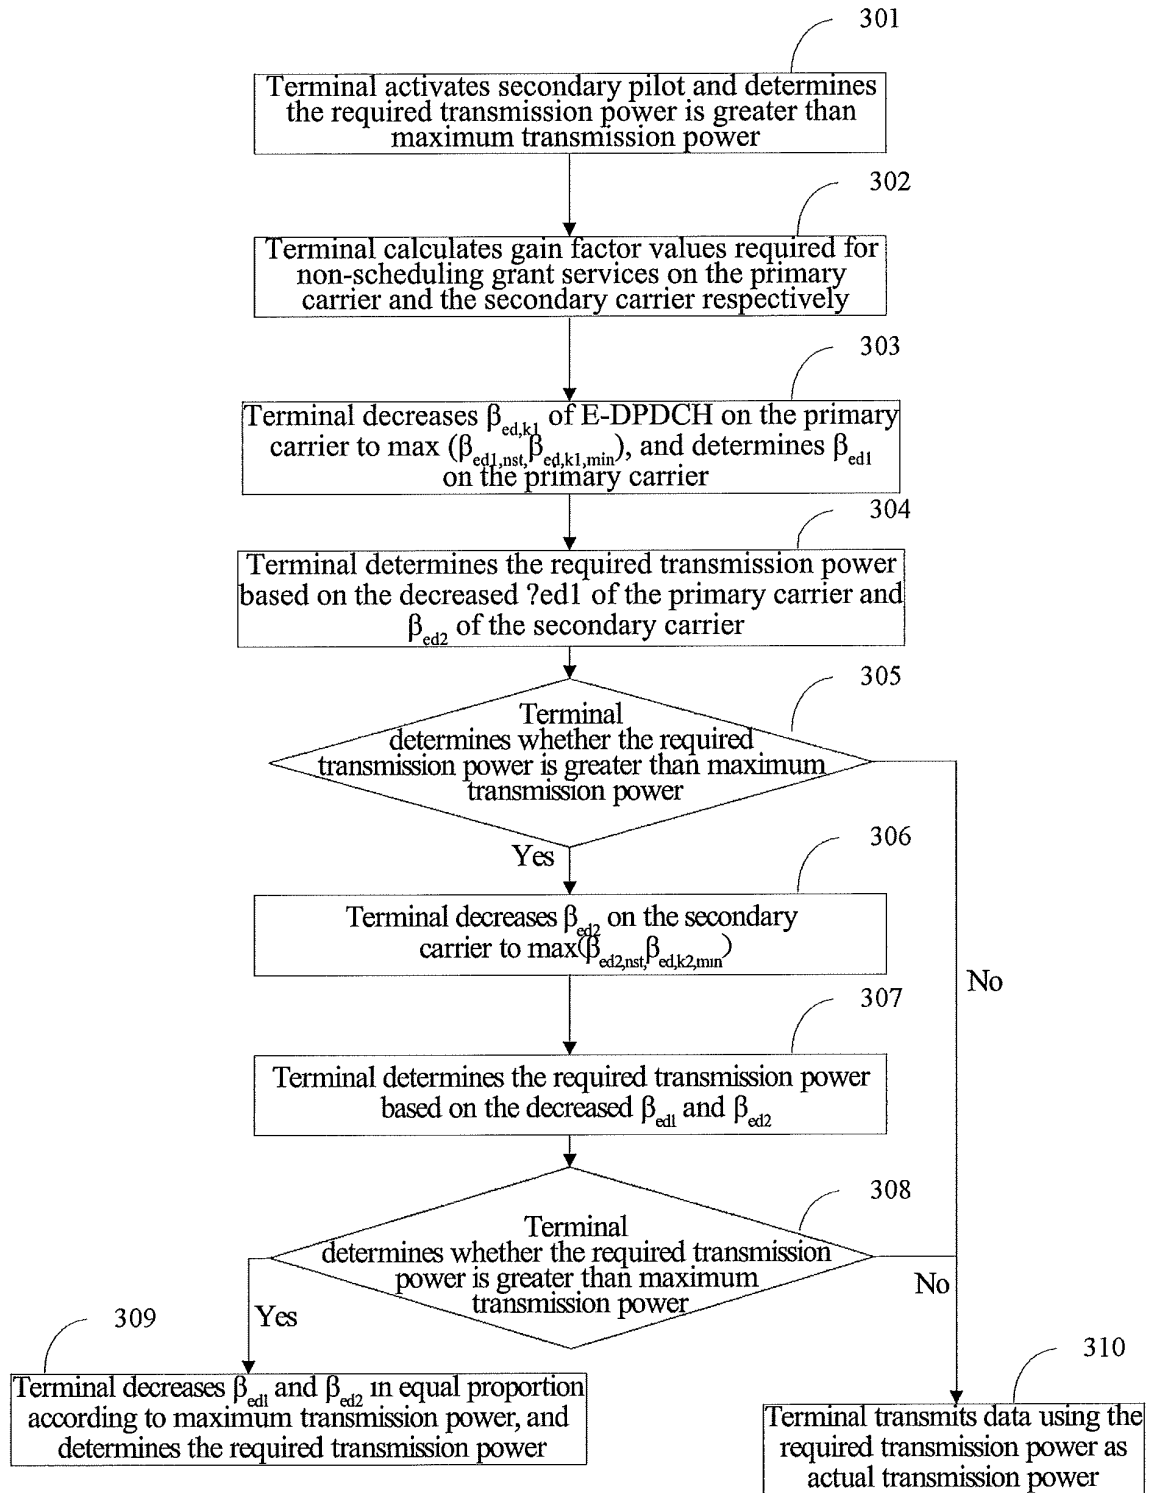 301
Terminal activates secondary pilot and determines
the required transmission power is greater than
maximum transmission power
302
Terminal calculates gain factor values required for
non-scheduling grant services on the primary
carrier and the secondary carrier respectively
303
Terminal decreases βed,k1 of E-DPDCH on the primary
carrier to max (βed1,nst,βed,k1,min), and determines βed1
on the primary carrier
304
Terminal determines the required transmission power
based on the decreased ?ed1 of the primary carrier and
βed2 of the secondary carrier
305
Terminal
determines whether the required
transmission power is greater than maximum
transmission power
Yes
No
306
Terminal decreases βed2 on the secondary
carrier to max(βed2,nst,βed,k2,min)
307
Terminal determines the required transmission power
based on the decreased βed1 and βed2
308
Terminal
determines whether the required transmission
power is greater than maximum
transmission power
Yes
No
309
Terminal decreases βed1 and βed2 in equal proportion
according to maximum transmission power, and
determines the required transmission power
310
Terminal transmits data using the
required transmission power as
actual transmission power